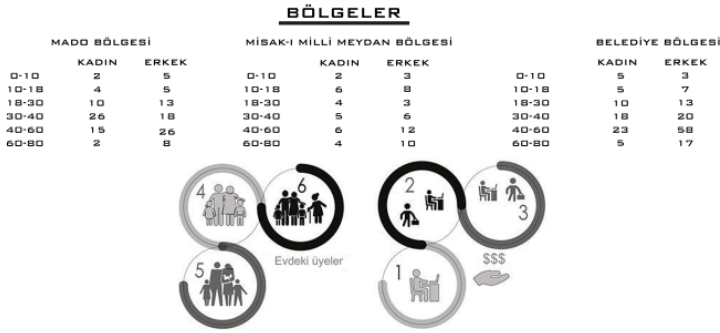 BÖLGELER
MADO BÖLGESİ
KADIN ERKEK
0-10 2 5
10-18 4 5
18-30 10 13
30-40 26 18
40-60 15 26
60-80 2 8
MİSAK-I MİLLİ MEYDAN BÖLGESİ
KADIN ERKEK
0-10 2 3
10-18 6 8
18-30 4 3
30-40 5 6
40-60 6 12
60-80 4 10
BELEDİYE BÖLGESİ
KADIN ERKEK
0-10 5 3
10-18 5 7
18-30 10 13
30-40 18 20
40-60 23 58
60-80 5 17
4
6
5
Evdeki üyeler
2
3
1
$$$